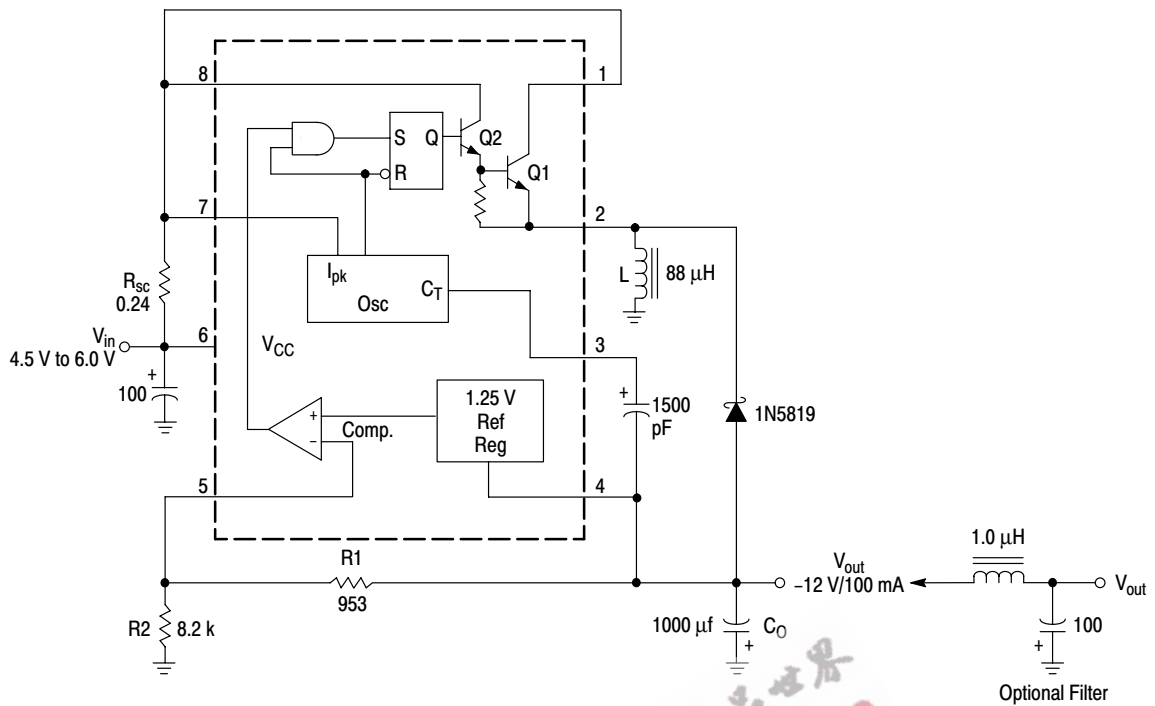 8
1
S
Q
Q2
R
Q1
7
2
Ipk
CT
Osc
L
88 μH
Rsc
0.24
Vin
4.5 V to 6.0 V
6
VCC
3
100
+
1.25 V
Ref
Reg
+
Comp.
−
+
1500
pF
1N5819
5
4
R1
953
1.0 μH
Vout
–12 V/100 mA
Vout
R2
8.2 k
1000 μf
CO
+
100
+
Optional Filter